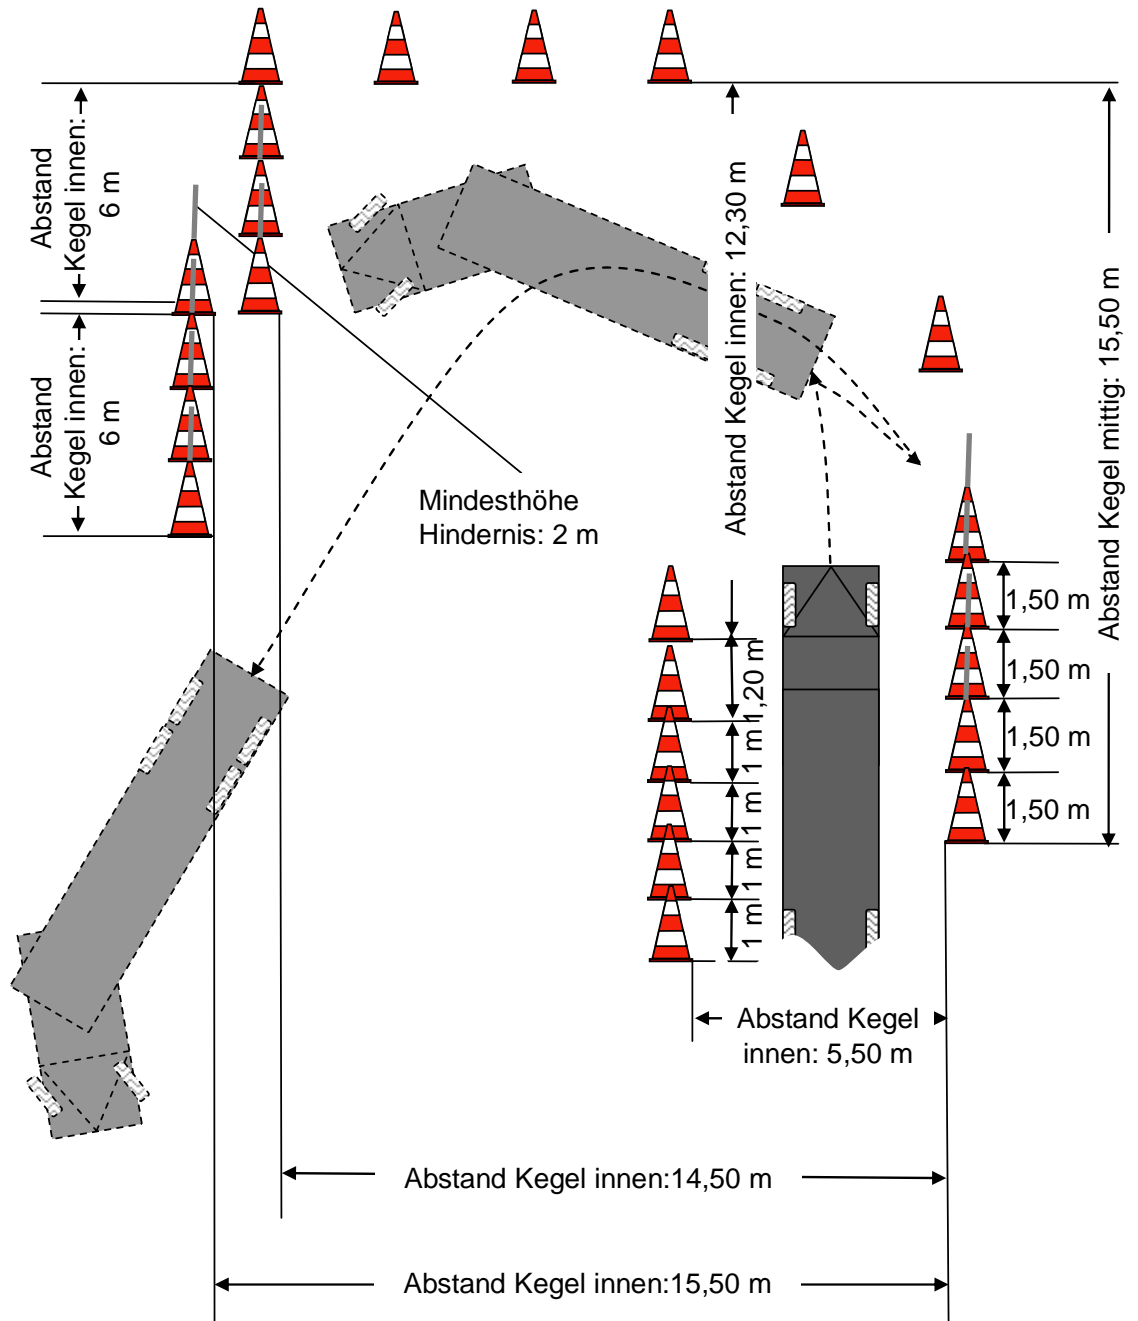 Abstand
Kegel innen:
6 m
Abstand
Kegel innen:
6 m
Abstand Kegel innen: 12,30 m
Abstand Kegel mittig: 15,50 m
Mindesthöhe
Hindernis: 2 m
1,20 m
1 m
1 m
1 m
1 m
1,50 m
1,50 m
1,50 m
1,50 m
Abstand Kegel
innen: 5,50 m
Abstand Kegel innen:14,50 m
Abstand Kegel innen:15,50 m